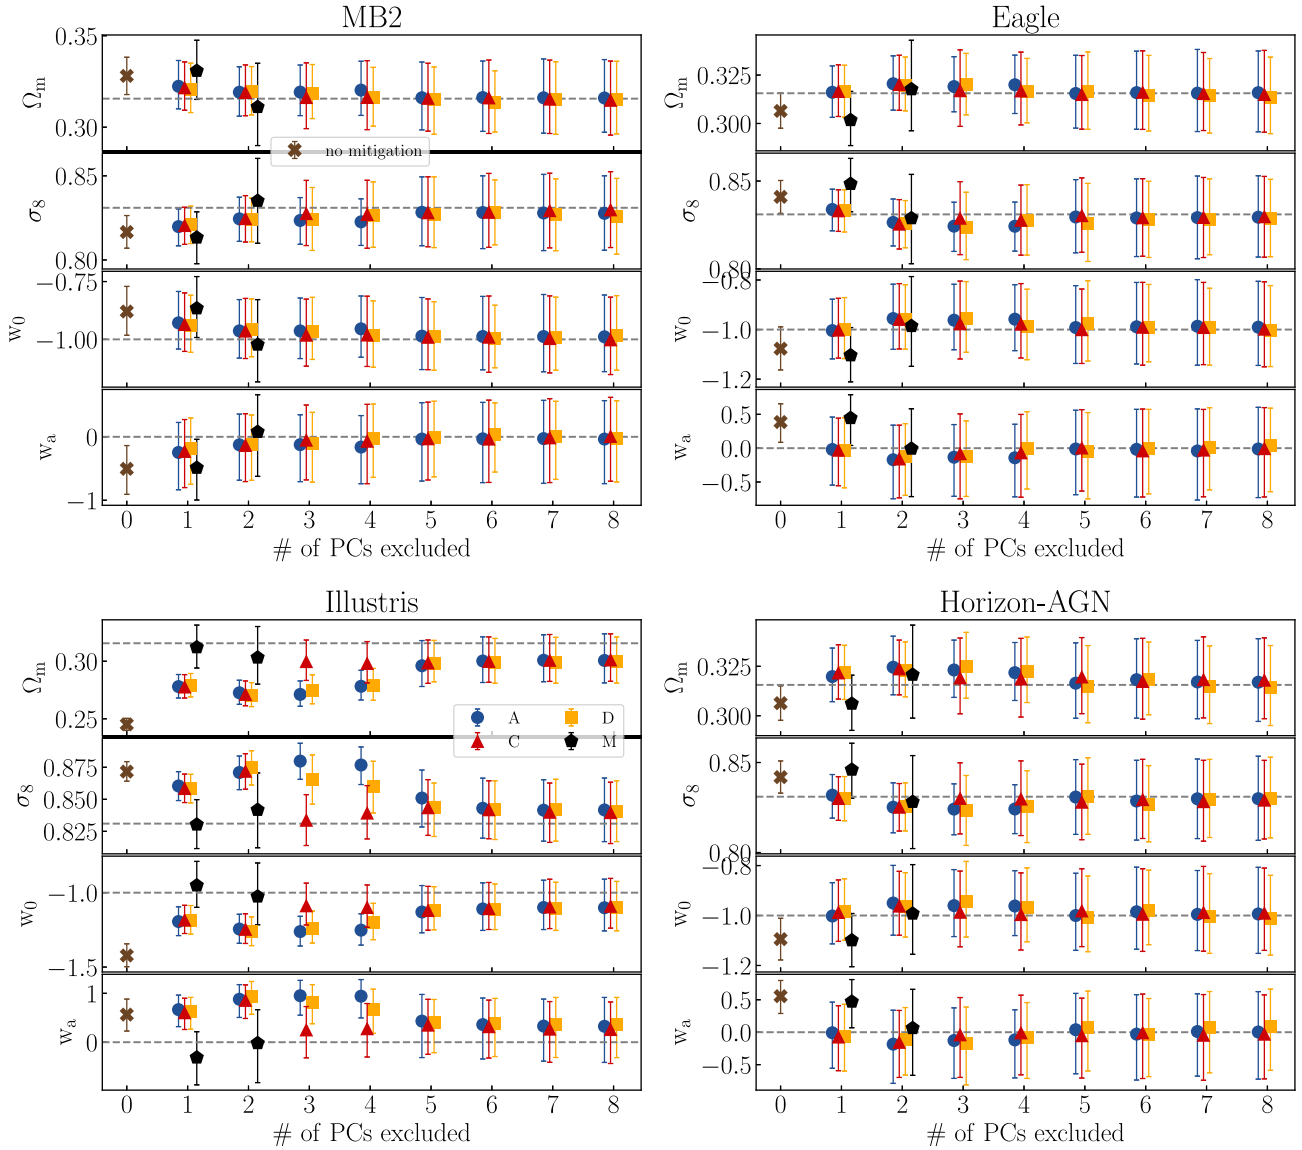 MB2
0.35
0.30
Ωm
no mitigation
0.85
0.80
σ8
−0.75
−1.00
w0
0
−1
wa
0 1 2 3 4 5 6 7 8
# of PCs excluded
Eagle
0.325
0.300
Ωm
0.85
0.80
σ8
−0.8
−1.0
−1.2
w0
0.5
0.0
−0.5
wa
0 1 2 3 4 5 6 7 8
# of PCs excluded
Illustris
0.30
0.25
Ωm
A D
C M
0.875
0.850
0.825
σ8
−1.0
−1.5
w0
1
0
wa
0 1 2 3 4 5 6 7 8
# of PCs excluded
Horizon-AGN
0.325
0.300
Ωm
0.85
0.80
σ8
−0.8
−1.0
−1.2
w0
0.5
0.0
−0.5
wa
0 1 2 3 4 5 6 7 8
# of PCs excluded